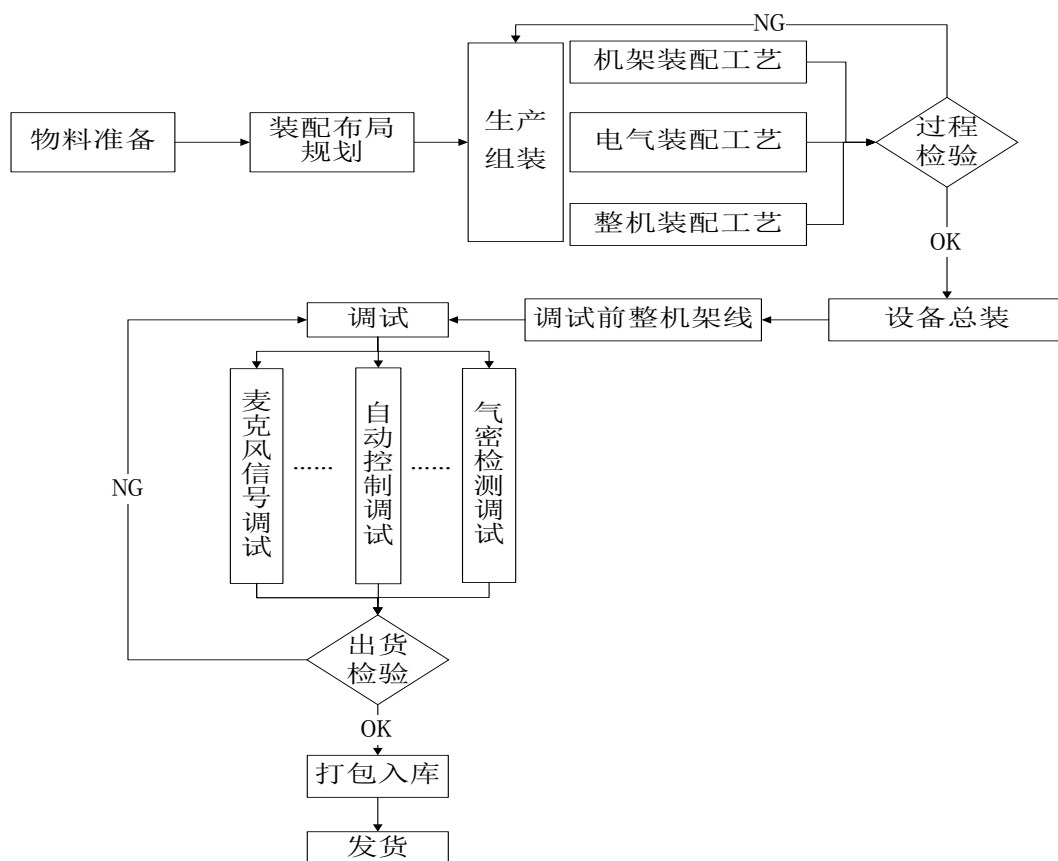 NG
机架装配工艺
物料准备
装配布局
规划
生产
组装
电气装配工艺
过程
检验
整机装配工艺
OK
调试
调试前整机架线
设备总装
麦克风信号调试
……
自动控制调试
……
气密检测调试
NG
出货
检验
OK
打包入库
发货